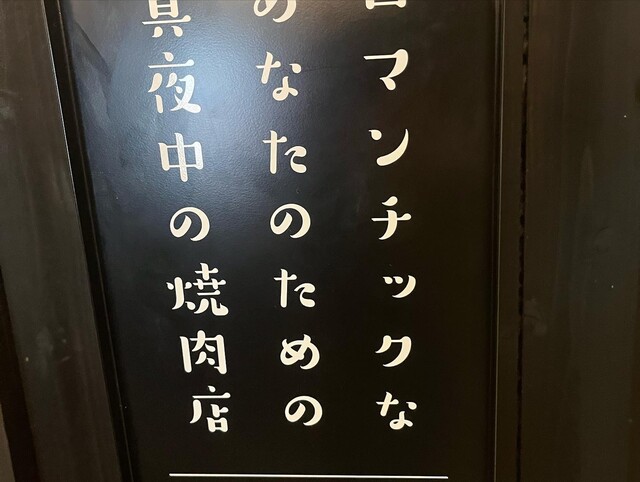 ロマンチックな
あなたのための
真夜中の焼肉店